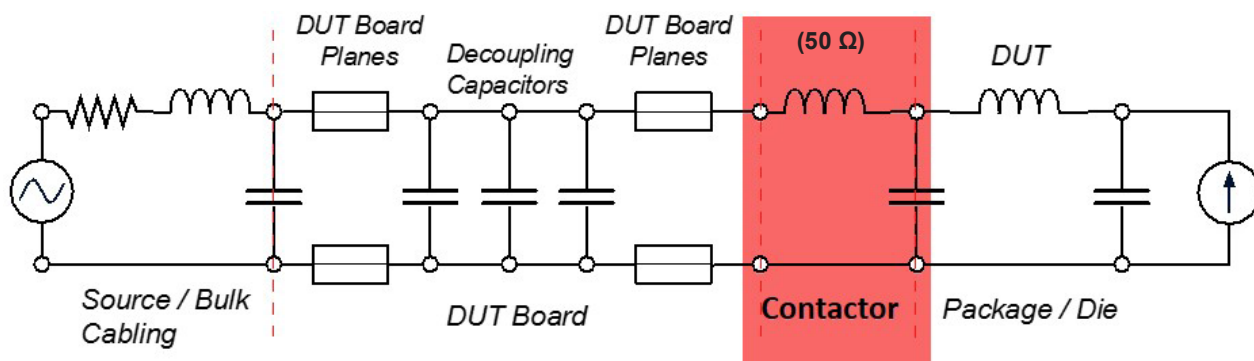 DUT Board
Planes
Decoupling
Capacitors
DUT Board
Planes
(50 Ω)
DUT
Source / Bulk
Cabling
DUT Board
Contactor
Package / Die